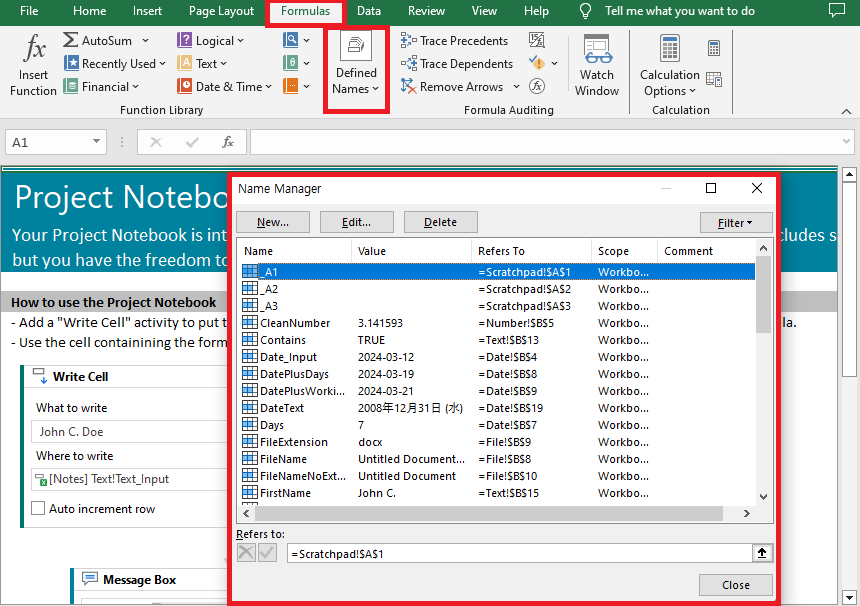 File Home Insert Page Layout Formulas Data Review View Help Tell me what you want to do
fx
Insert
Function
AutoSum
Recently Used
Financial
Logical
Text
Date & Time
Function Library
Defined
Names
Trace Precedents
Trace Dependents
Remove Arrows
Formula Auditing
Watch
Window
Calculation
Options
Calculation
A1
fx
Project Notebo
Your Project Notebook is int
cludes s
but you have the freedom to
How to use the Project Notebook
- Add a "Write Cell" activity to put t
la.
- Use the cell containining the form
Write Cell
What to write
John C. Doe
Where to write
[Notes] Text!Text_Input
Auto increment row
Message Box
Name Manager
New... Edit... Delete Filter
Name Value Refers To Scope Comment
_A1 =Scratchpad!$A$1 Workbo...
_A2 =Scratchpad!$A$2 Workbo...
_A3 =Scratchpad!$A$3 Workbo...
CleanNumber 3.141593 =Number!$B$5 Workbo...
Contains TRUE =Text!$B$13 Workbo...
Date_Input 2024-03-12 =Date!$B$4 Workbo...
DatePlusDays 2024-03-19 =Date!$B$8 Workbo...
DatePlusWorki... 2024-03-21 =Date!$B$9 Workbo...
DateText 2008年12月31日 (水) =Date!$B$19 Workbo...
Days 7 =Date!$B$7 Workbo...
FileExtension docx =File!$B$9 Workbo...
FileName Untitled Document... =File!$B$8 Workbo...
FileNameNoExt... Untitled Document =File!$B$10 Workbo...
FirstName John C. =Text!$B$15 Workbo...
Refers to:
=Scratchpad!$A$1
Close